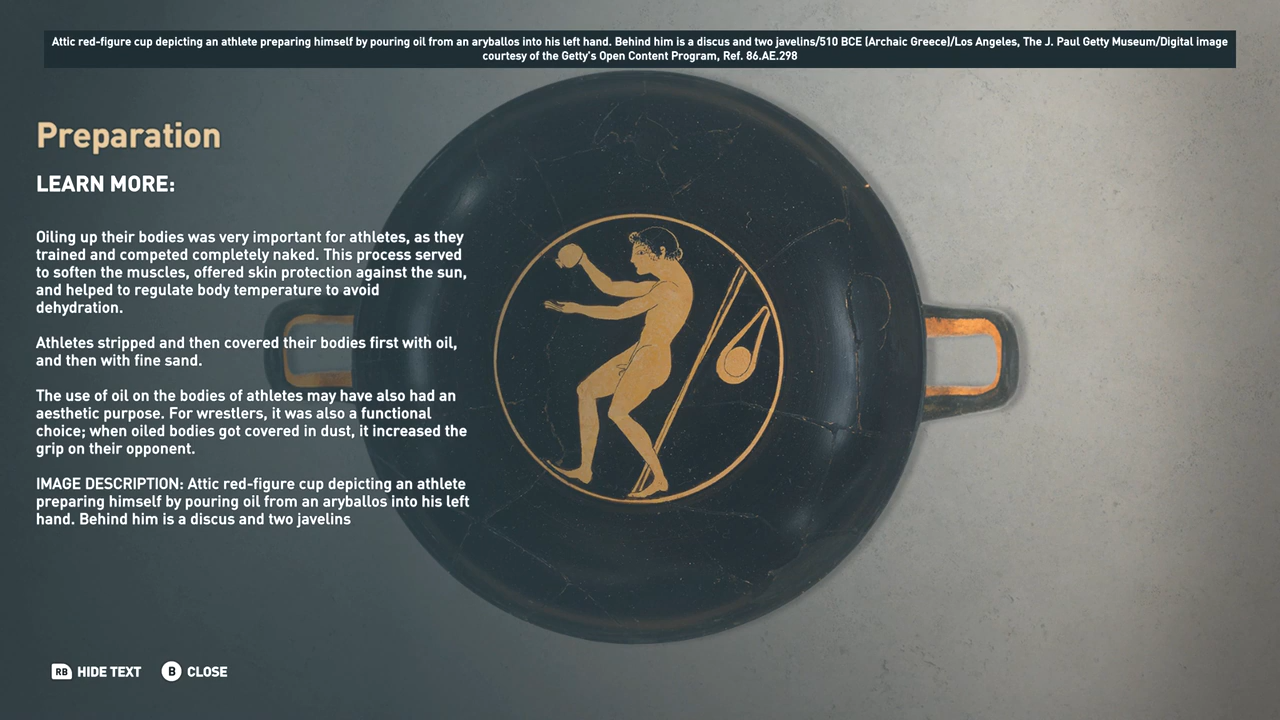 Attic red-figure cup depicting an athlete preparing himself by pouring oil from an aryballos into his left hand. Behind him is a discus and two javelins/510 BCE (Archaic Greece)/Los Angeles, The J. Paul Getty Museum/Digital image
courtesy of the Getty's Open Content Program, Ref. 86.AE.298
Preparation
LEARN MORE:
Oiling up their bodies was very important for athletes, as they
trained and competed completely naked. This process served
to soften the muscles, offered skin protection against the sun,
and helped to regulate body temperature to avoid
dehydration.
Athletes stripped and then covered their bodies first with oil,
and then with fine sand.
The use of oil on the bodies of athletes may have also had an
aesthetic purpose. For wrestlers, it was also a functional
choice; when oiled bodies got covered in dust, it increased the
grip on their opponent.
IMAGE DESCRIPTION: Attic red-figure cup depicting an athlete
preparing himself by pouring oil from an aryballos into his left
hand. Behind him is a discus and two javelins
RB HIDE TEXT B CLOSE